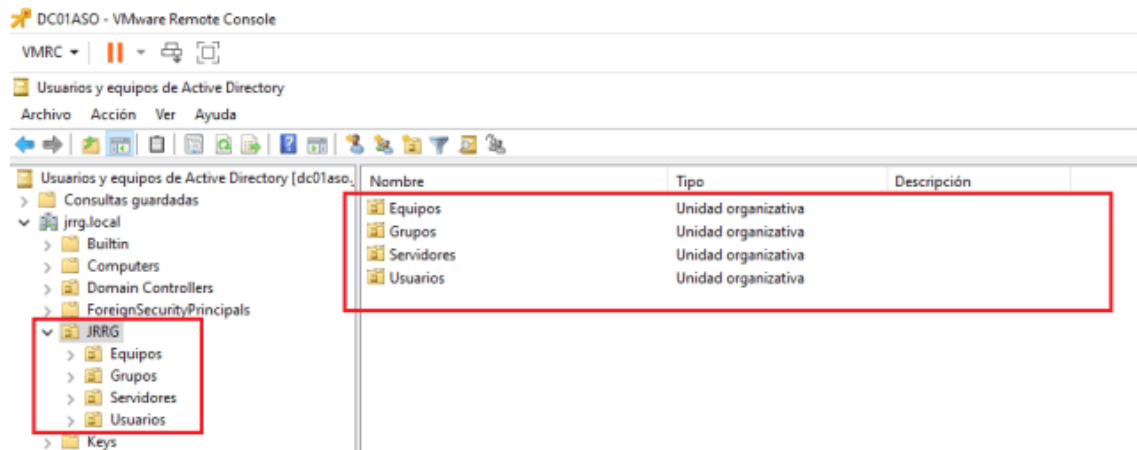 DC01ASO - VMware Remote Console
VMRC
Usuarios y equipos de Active Directory
Archivo Acción Ver Ayuda
Usuarios y equipos de Active Directory [dc01aso.
Consultas guardadas
jrrg.local
Builtin
Computers
Domain Controllers
ForeignSecurityPrincipals
JRRG
Equipos
Grupos
Servidores
Usuarios
Keys
Nombre Tipo Descripción
Equipos Unidad organizativa
Grupos Unidad organizativa
Servidores Unidad organizativa
Usuarios Unidad organizativa